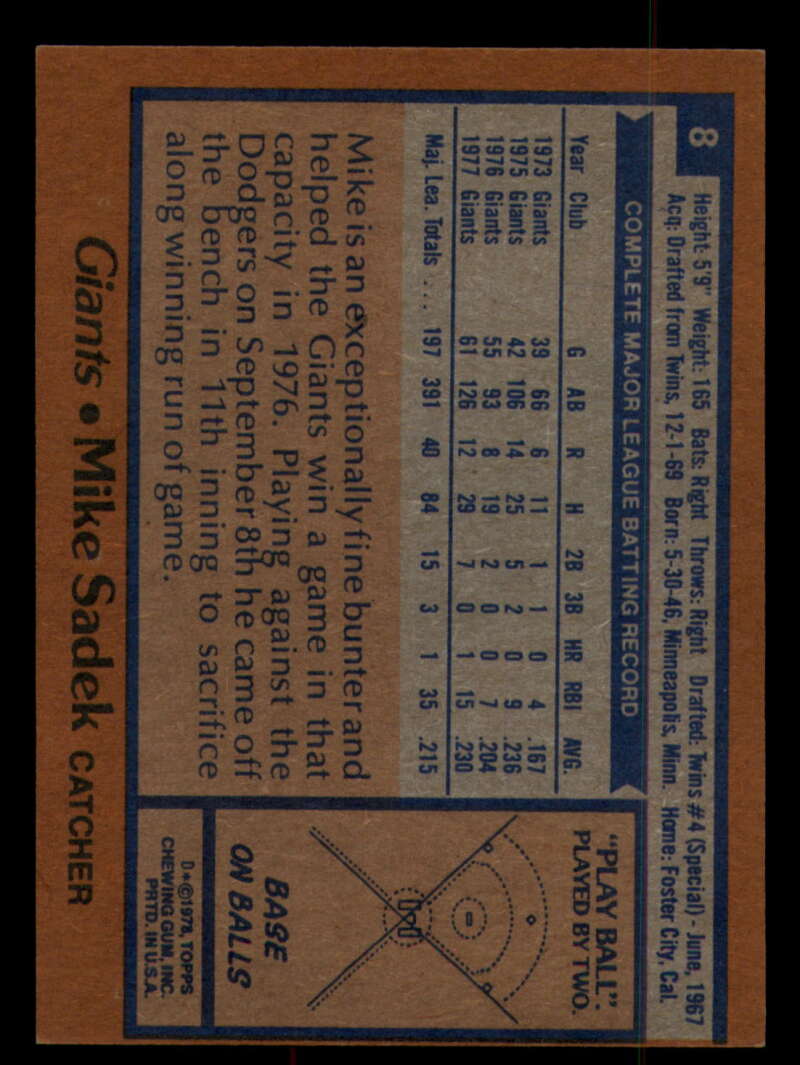 8
Height: 5'9" Weight: 165 Bats: Right Throws: Right Drafted: Twins #4 (Special) - June, 1967
Acq: Drafted from Twins, 12-1-69 Born: 5-30-46, Minneapolis, Minn. Home: Foster City, Cal.
COMPLETE MAJOR LEAGUE BATTING RECORD
Year Club G AB R H 2B 3B HR RBI AVG.
1973 Giants 39 66 6 11 1 1 0 4 .167
1975 Giants 42 106 14 25 5 2 0 9 .236
1976 Giants 55 93 8 19 2 0 0 7 .204
1977 Giants 61 126 12 29 7 0 1 15 .230
Maj. Lea. Totals . . . 197 391 40 84 15 3 1 35 .215
Mike is an exceptionally fine bunter and
helped the Giants win a game in that
capacity in 1976. Playing against the
Dodgers on September 8th he came off
the bench in 11th inning to sacrifice
along winning run of game.
"PLAY BALL":
PLAYED BY TWO.
BASE
ON BALLS
D*©1978, TOPPS
CHEWING GUM, INC.
PRTD. IN U.S.A.
Giants • Mike Sadek CATCHER